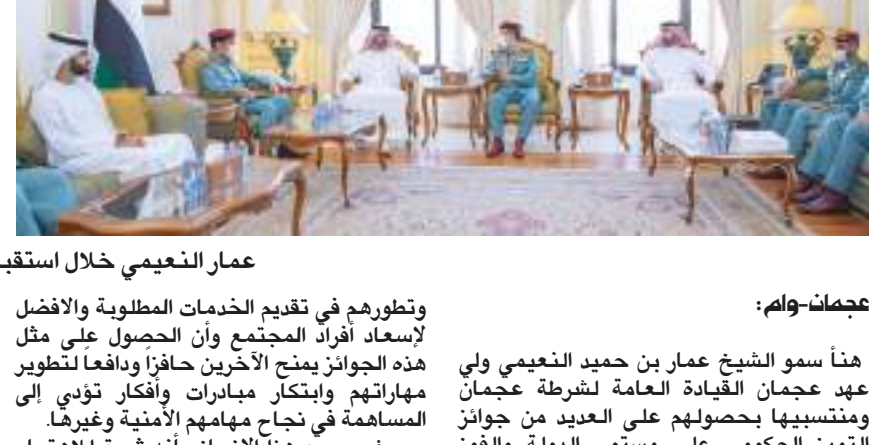 عمار النعيمي خلال
عجمان-وام:
هنأ سمو الشيخ عمار بن حميد النعيمي ولي
عهد عجمان القيادة العامة لشرطة عجمان
ومنتسبيها بحصولهم على العديد من جوائز
وتطورهم في تقديم الخدمات المطلوبة والافضل
لإسعاد أفراد المجتمع وأن الحصول على مثل
هذه الجوائز يمنح الآخرين حافزاً ودافعاً لتطوير
مهاراتهم وابتكار مبادرات وأفكار تؤدي إلى
المساهمة في نجاح مهامهم الأمنية وغيرها.